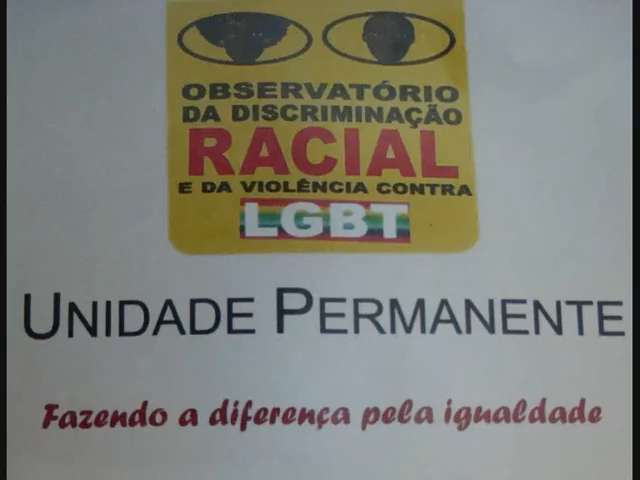 OBSERVATÓRIO
DA DISCRIMINAÇÃO
RACIAL
E DA VIOLÊNCIA CONTRA
LGBT
UNIDADE PERMANENTE
Fazendo a diferença pela igualdade